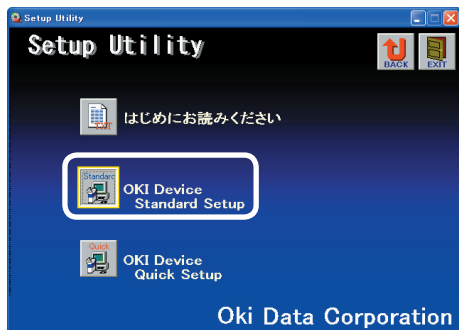 Setup Utility
Setup Utility
BACK
EXIT
TXT
はじめにお読みください
Standard
OKI Device
Standard Setup
Quick
OKI Device
Quick Setup
Oki Data Corporation